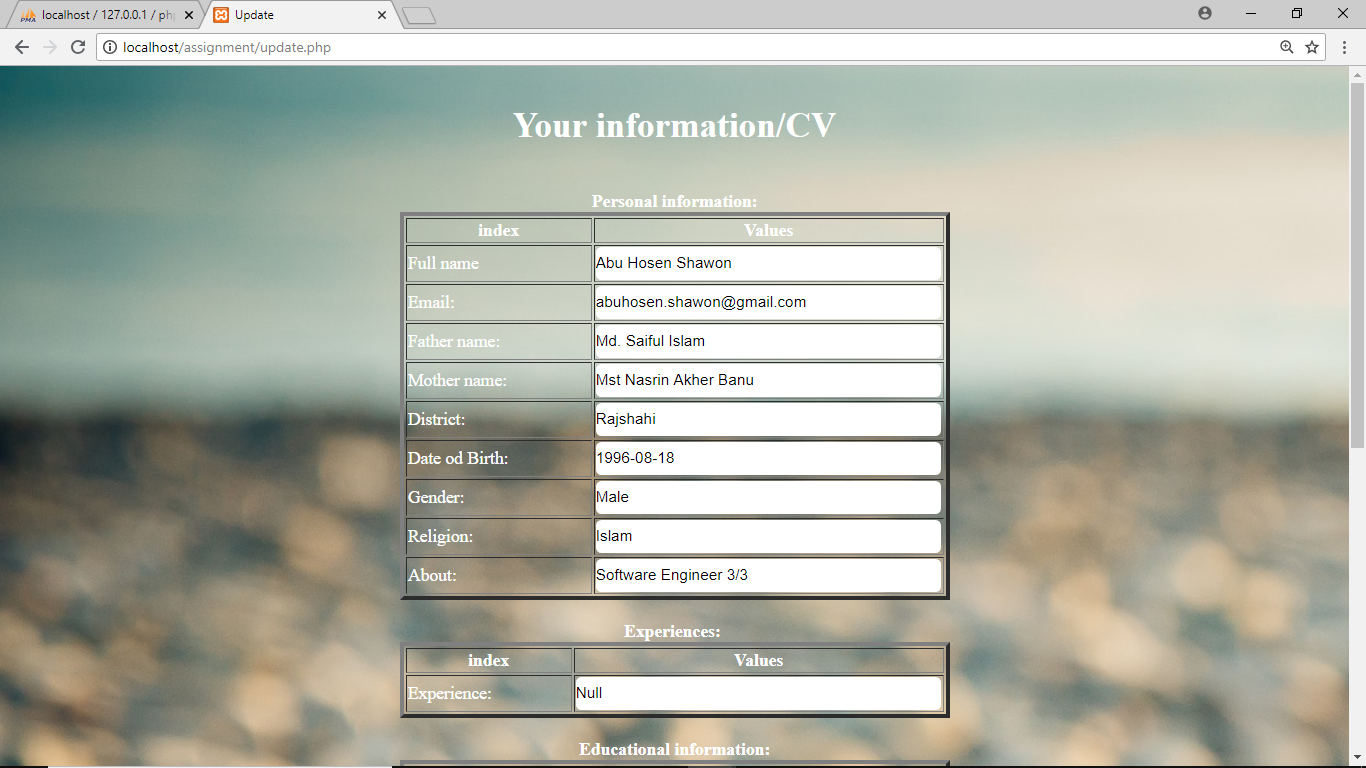 localhost / 127.0.0.1 / php
Update
localhost/assignment/update.php
Your information/CV
Personal information:
index Values
Full name Abu Hosen Shawon
Email: abuhosen.shawon@gmail.com
Father name: Md. Saiful Islam
Mother name: Mst Nasrin Akher Banu
District: Rajshahi
Date od Birth: 1996-08-18
Gender: Male
Religion: Islam
About: Software Engineer 3/3
Experiences:
index Values
Experience: Null
Educational information: